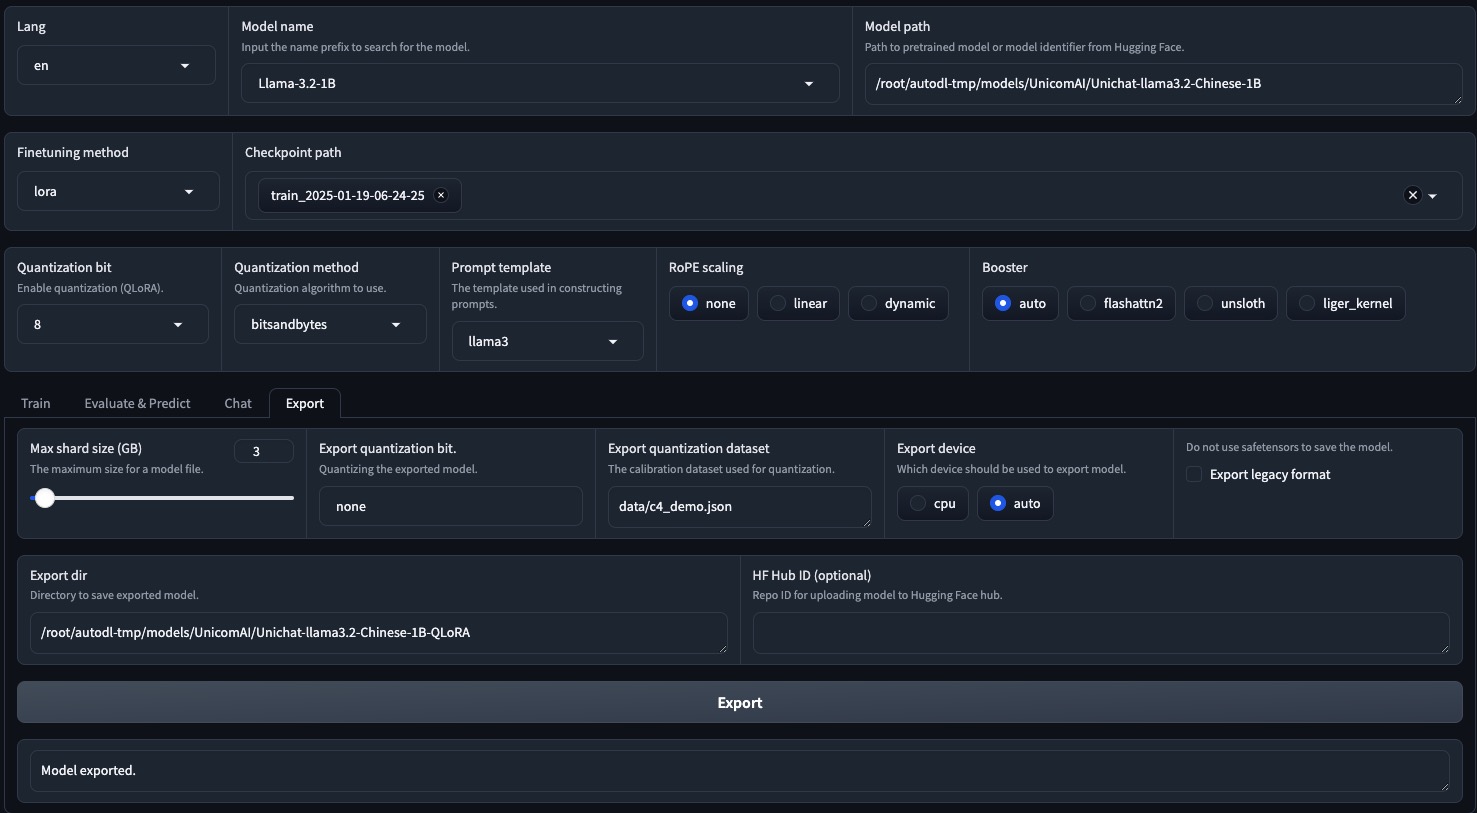 Lang
en
Model name
Input the name prefix to search for the model.
Llama-3.2-1B
Model path
Path to pretrained model or model identifier from Hugging Face.
/root/autodl-tmp/models/UnicomAI/Unichat-llama3.2-Chinese-1B
Finetuning method
lora
Checkpoint path
train_2025-01-19-06-24-25
Quantization bit
Enable quantization (QLoRA).
8
Quantization method
Quantization algorithm to use.
bitsandbytes
Prompt template
The template used in constructing
prompts.
llama3
RoPE scaling
none
linear
dynamic
Booster
auto
flashattn2
unsloth
liger_kernel
Train
Evaluate & Predict
Chat
Export
Max shard size (GB)
3
The maximum size for a model file.
Export quantization bit.
Quantizing the exported model.
none
Export quantization dataset
The calibration dataset used for quantization.
data/c4_demo.json
Export device
Which device should be used to export model.
cpu
auto
Do not use safetensors to save the model.
Export legacy format
Export dir
Directory to save exported model.
/root/autodl-tmp/models/UnicomAI/Unichat-llama3.2-Chinese-1B-QLoRA
HF Hub ID (optional)
Repo ID for uploading model to Hugging Face hub.
Export
Model exported.